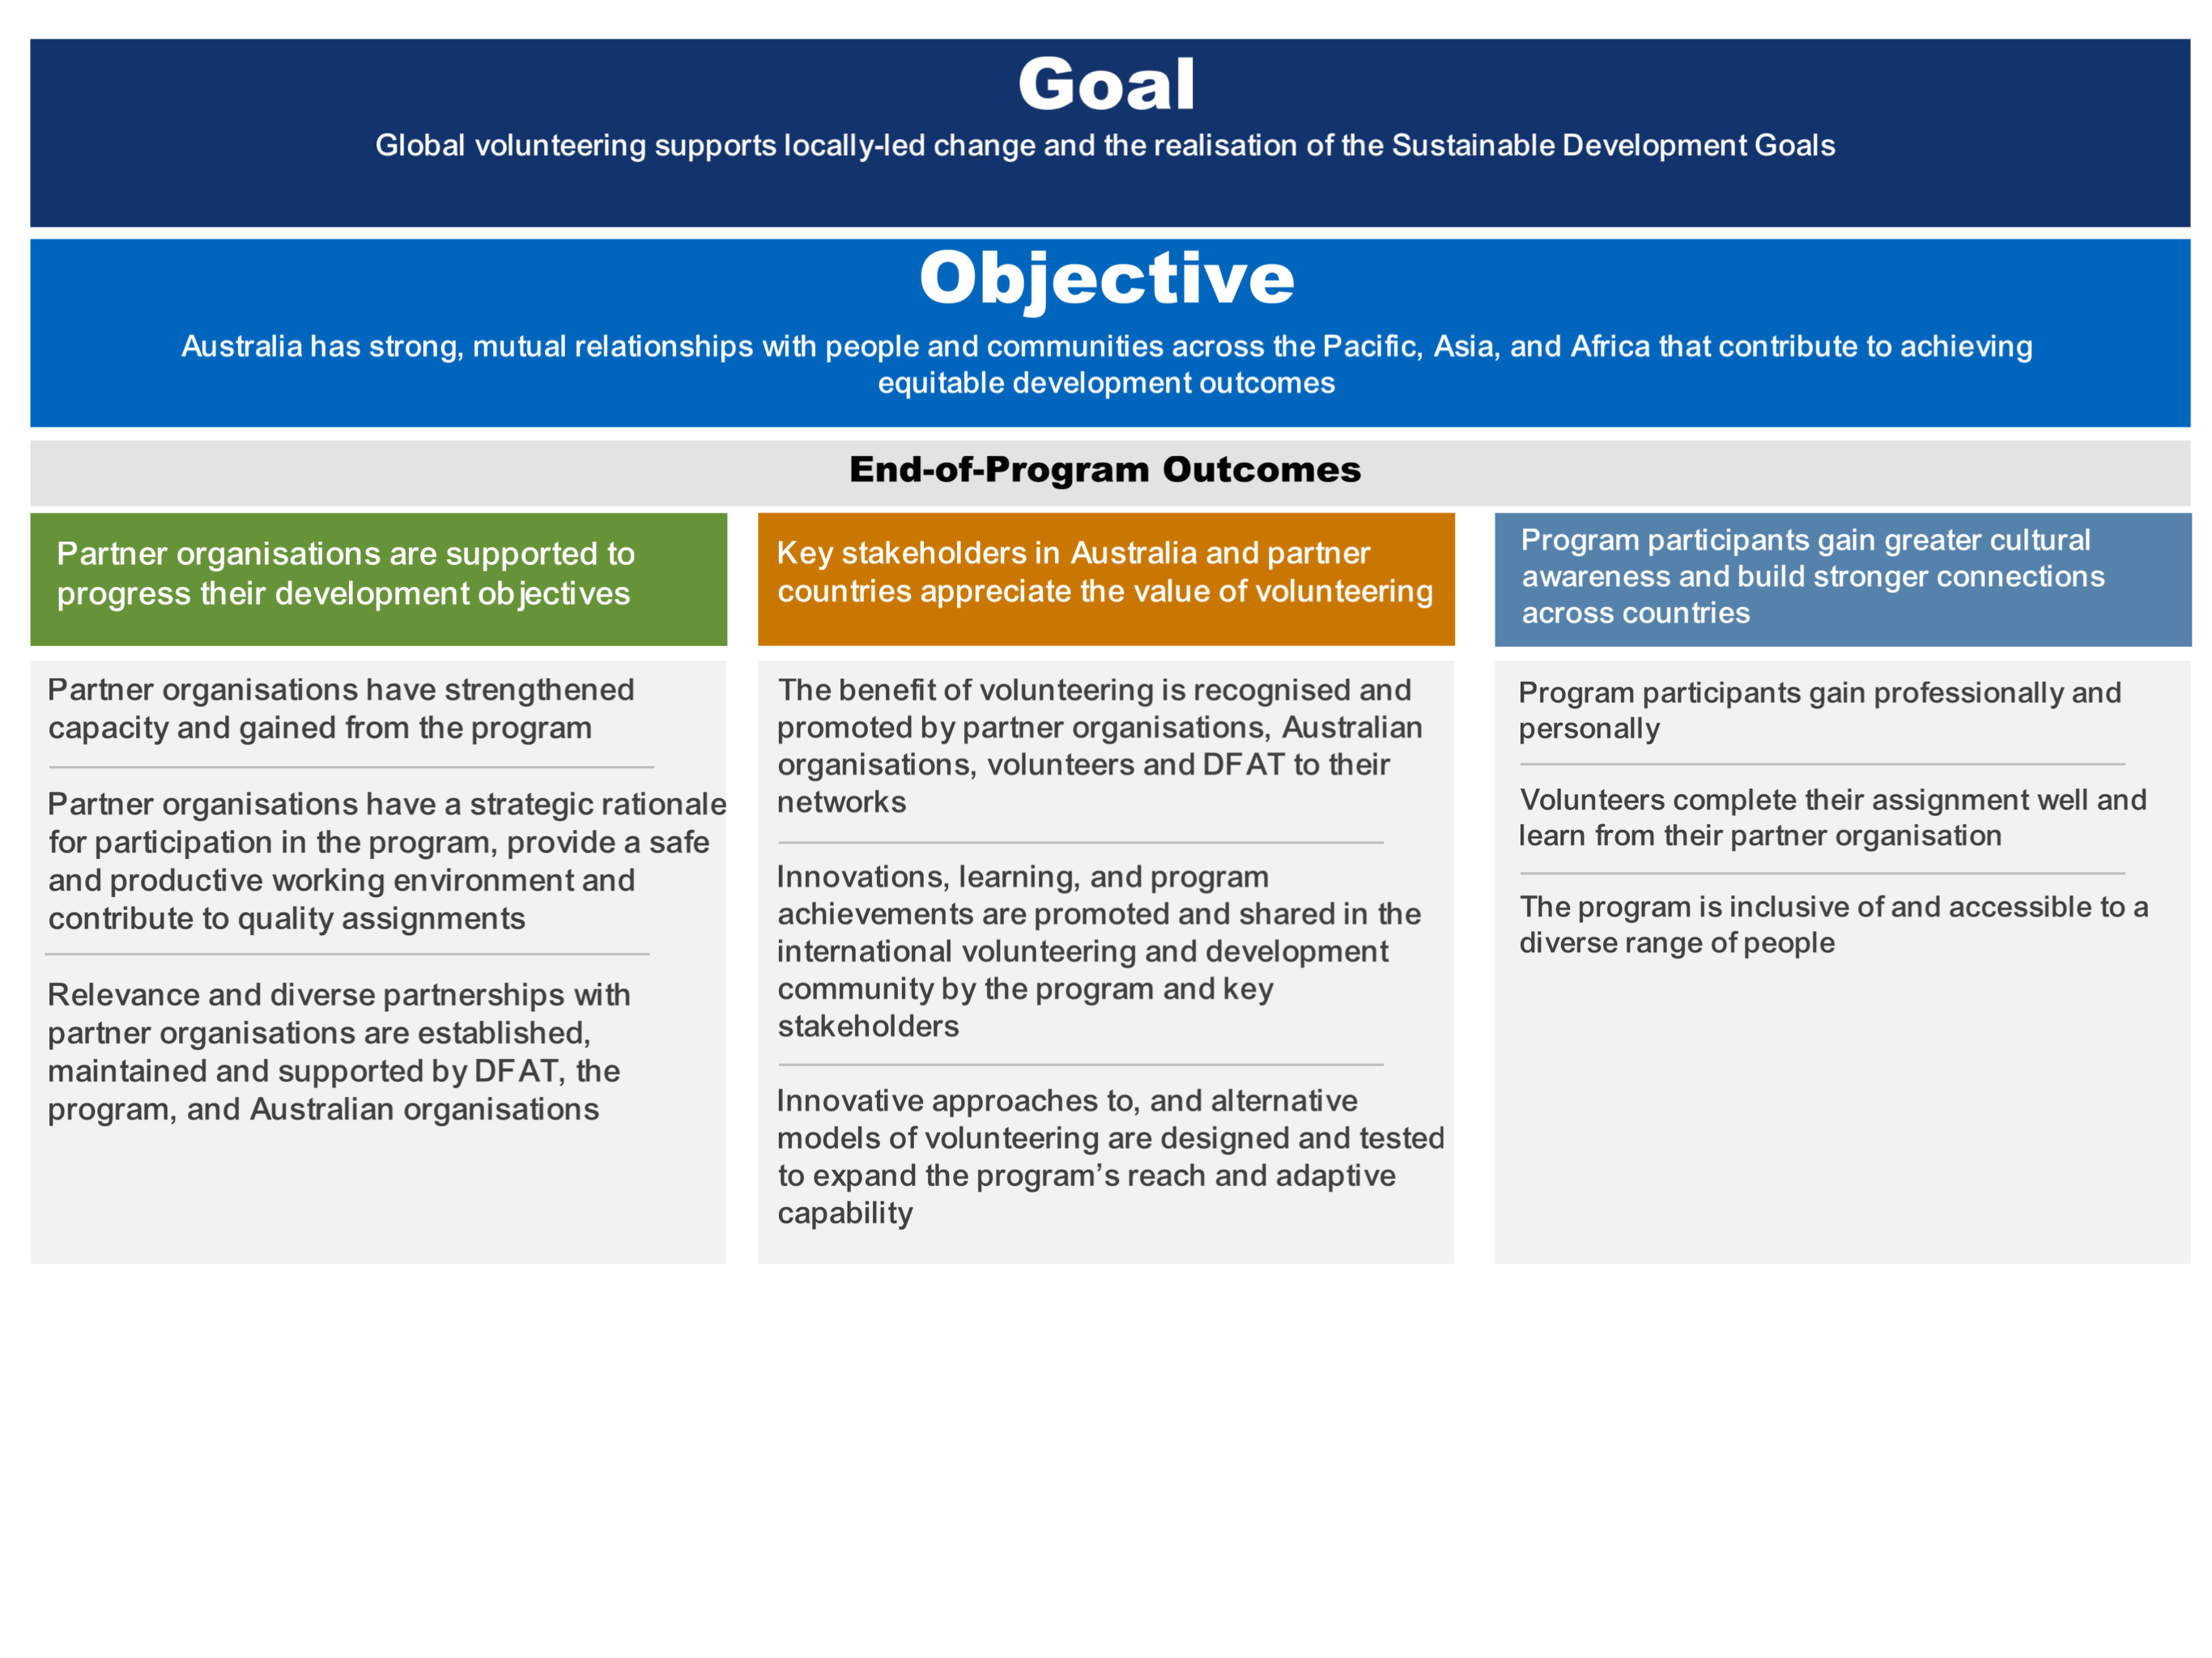 Goal
Global volunteering supports locally-led change and the realisation of the Sustainable Development Goals
Objective
Australia has strong, mutual relationships with people and communities across the Pacific, Asia, and Africa that contribute to achieving
equitable development outcomes
End-of-Program Outcomes
Partner organisations are supported to
progress their development objectives
Partner organisations have strengthened
capacity and gained from the program
Partner organisations have a strategic rationale
for participation in the program, provide a safe
and productive working environment and
contribute to quality assignments
Relevance and diverse partnerships with
partner organisations are established,
maintained and supported by DFAT, the
program, and Australian organisations
Key stakeholders in Australia and partner
countries appreciate the value of volunteering
The benefit of volunteering is recognised and
promoted by partner organisations, Australian
organisations, volunteers and DFAT to their
networks
Innovations, learning, and program
achievements are promoted and shared in the
international volunteering and development
community by the program and key
stakeholders
Innovative approaches to, and alternative
models of volunteering are designed and tested
to expand the program’s reach and adaptive
capability
Program participants gain greater cultural
awareness and build stronger connections
across countries
Program participants gain professionally and
personally
Volunteers complete their assignment well and
learn from their partner organisation
The program is inclusive of and accessible to a
diverse range of people